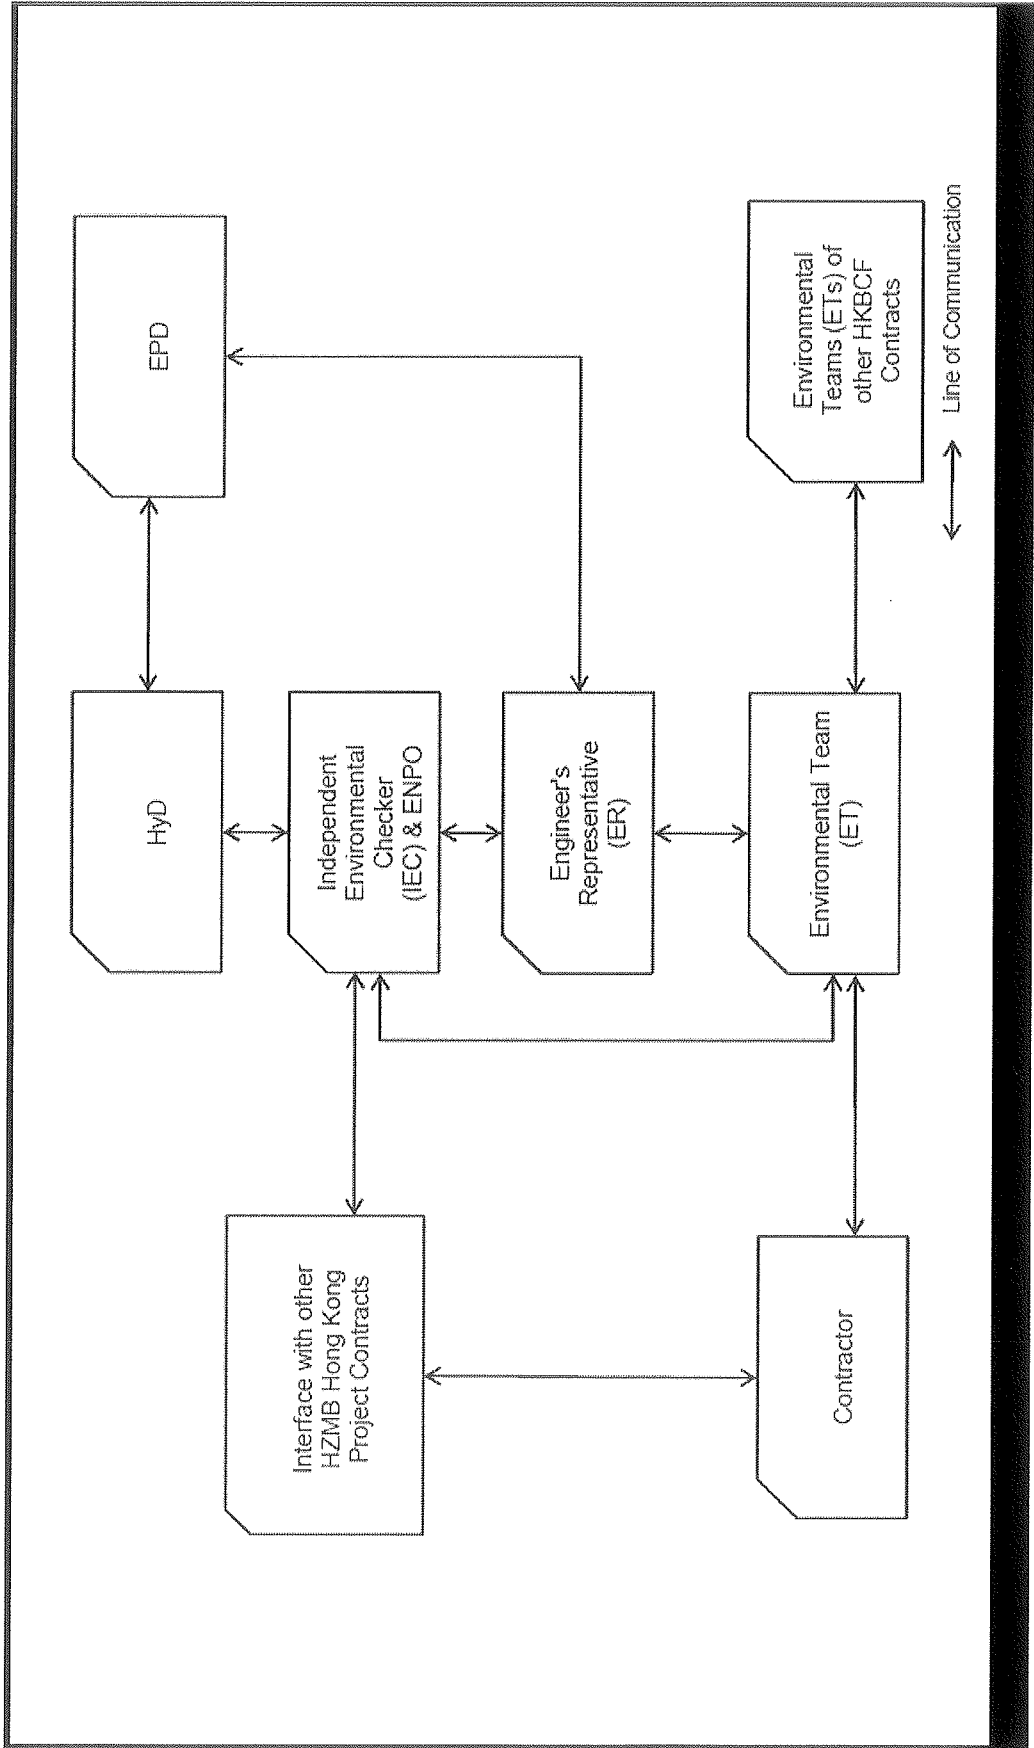 HyD
EPD
Interface with other
HZMB Hong Kong
Project Contracts
Independent
Environmental
Checker
(IEC) & ENPO
Engineer's
Representative
(ER)
Contractor
Environmental Team
(ET)
Environmental
Teams (ETs) of
other HKBCF
Contracts
Line of Communication